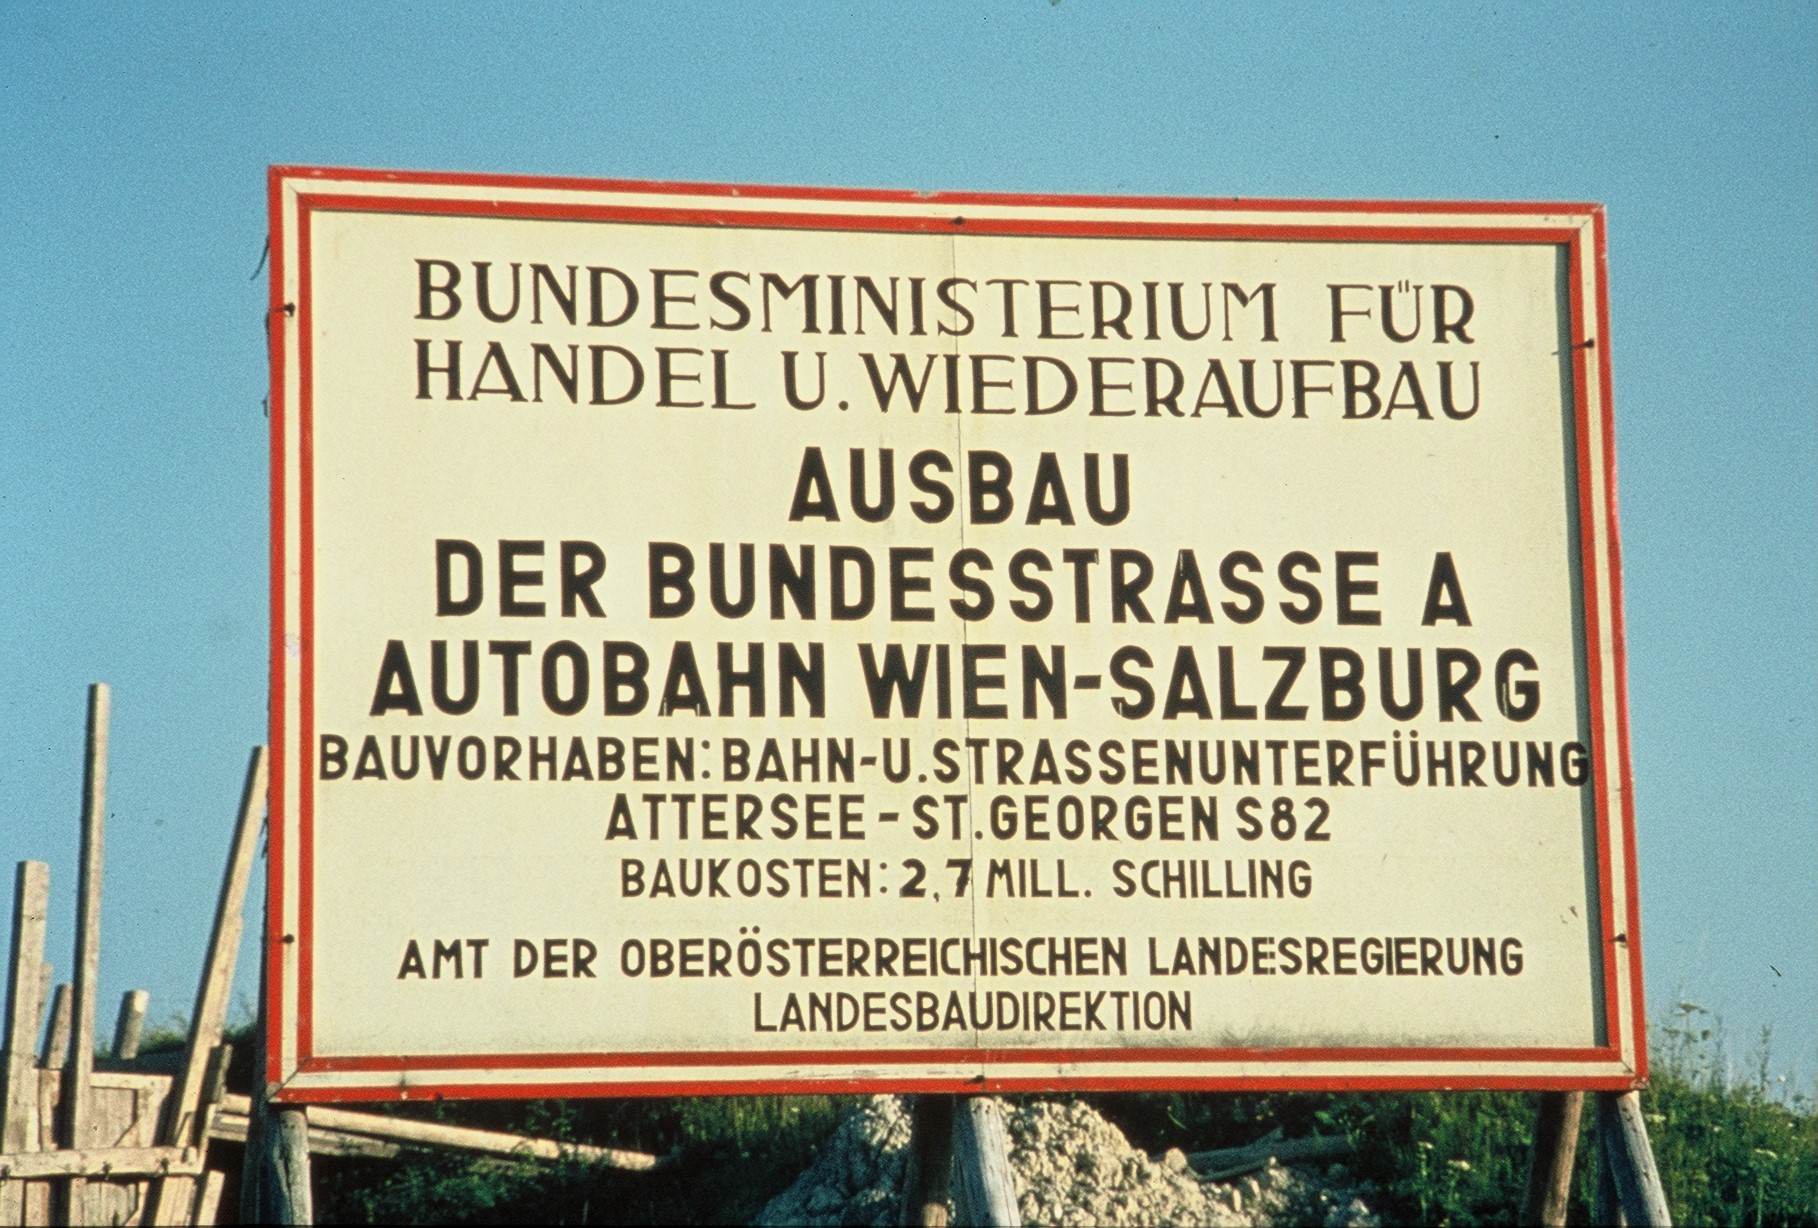 BUNDESMINISTERIUM FÜR
HANDEL U. WIEDERAUFBAU
AUSBAU
DER BUNDESSTRASSE A
AUTOBAHN WIEN-SALZBURG
BAUVORHABEN: BAHN-U. STRASSENUNTERFÜHRUNG
ATTERSEE - ST. GEORGEN S82
BAUKOSTEN: 2,7 MILL. SCHILLING
AMT DER OBERÖSTERREICHISCHEN LANDESREGIERUNG
LANDESBAUDIREKTION